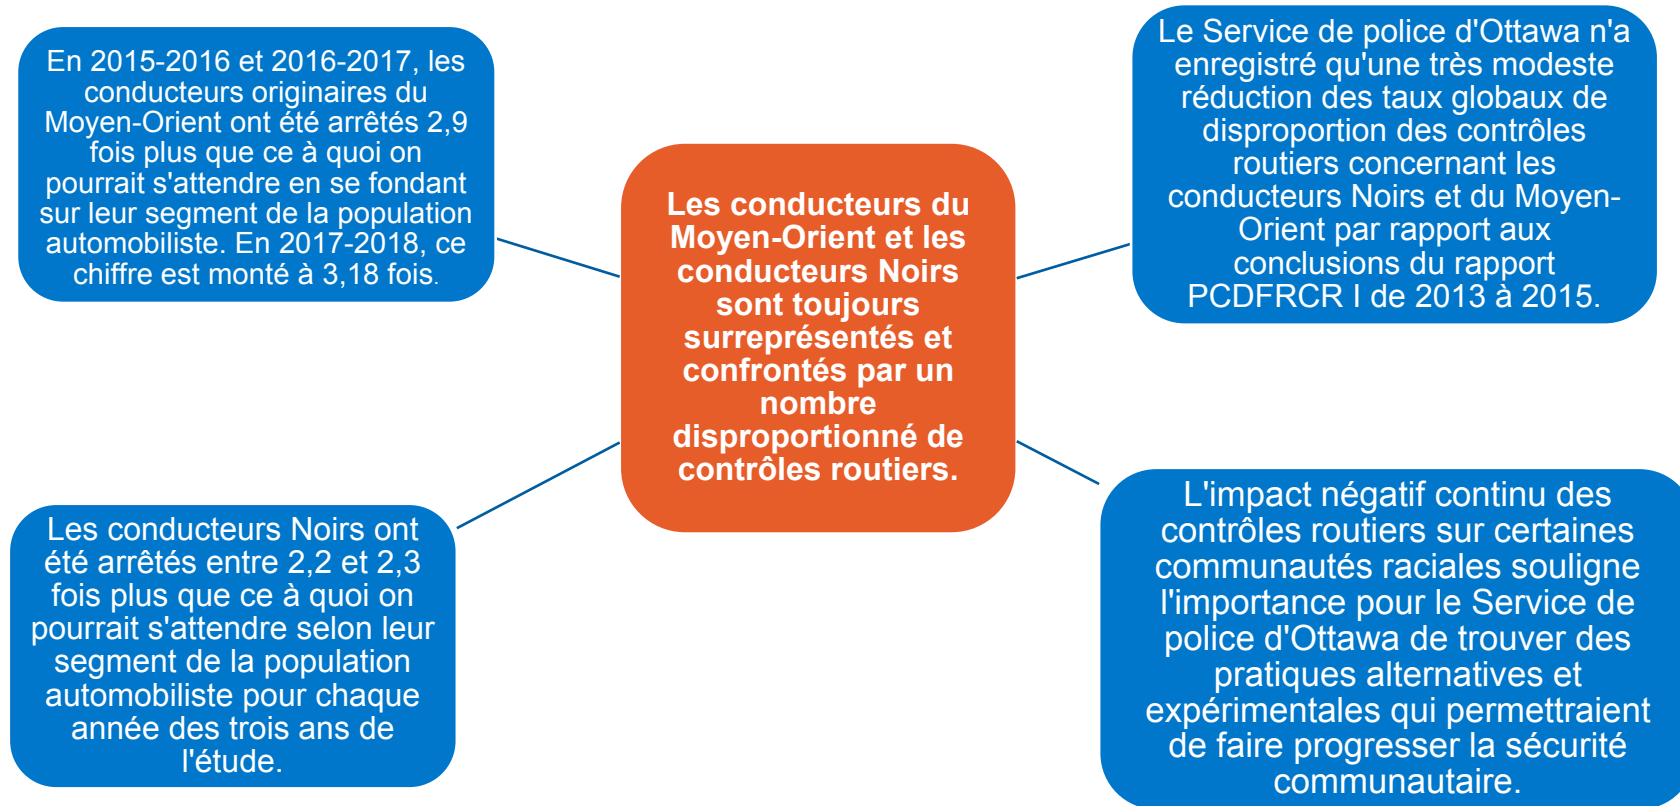 En 2015-2016 et 2016-2017, les
conducteurs originaires du
Moyen-Orient ont été arrêtés 2,9
fois plus que ce à quoi on
pourrait s'attendre en se fondant
sur leur segment de la population
automobiliste. En 2017-2018, ce
chiffre est monté à 3,18 fois.
Le Service de police d'Ottawa n'a
enregistré qu'une très modeste
réduction des taux globaux de
disproportion des contrôles
routiers concernant les
conducteurs Noirs et du Moyen-
Orient par rapport aux
conclusions du rapport
PCDFRCR I de 2013 à 2015.
Les conducteurs du
Moyen-Orient et les
conducteurs Noirs
sont toujours
surreprésentés et
confrontés par un
nombre
disproportionné de
contrôles routiers.
Les conducteurs Noirs ont
été arrêtés entre 2,2 et 2,3
fois plus que ce à quoi on
pourrait s'attendre selon leur
segment de la population
automobiliste pour chaque
année des trois ans de
l'étude.
L'impact négatif continu des
contrôles routiers sur certaines
communautés raciales souligne
l'importance pour le Service de
police d'Ottawa de trouver des
pratiques alternatives et
expérimentales qui permettraient
de faire progresser la sécurité
communautaire.